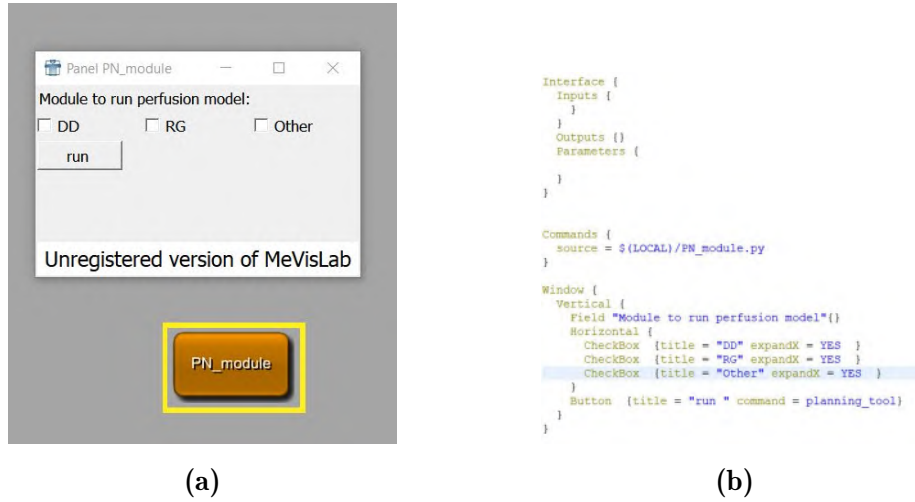 Panel PN_module
Module to run perfusion model:
DD RG Other
run
Unregistered version of MeVisLab
PN_module
(a)
Interface {
Inputs {
}
}
Outputs {}
Parameters {
}
}
Commands {
source = $(LOCAL)/PN_module.py
}
Window {
Vertical {
Field "Module to run perfusion model"{}
Horizontal {
CheckBox {title = "DD" expandX = YES }
CheckBox {title = "RG" expandX = YES }
CheckBox {title = "Other" expandX = YES }
}
Button {title = "run " command = planning_tool}
}
}
(b)